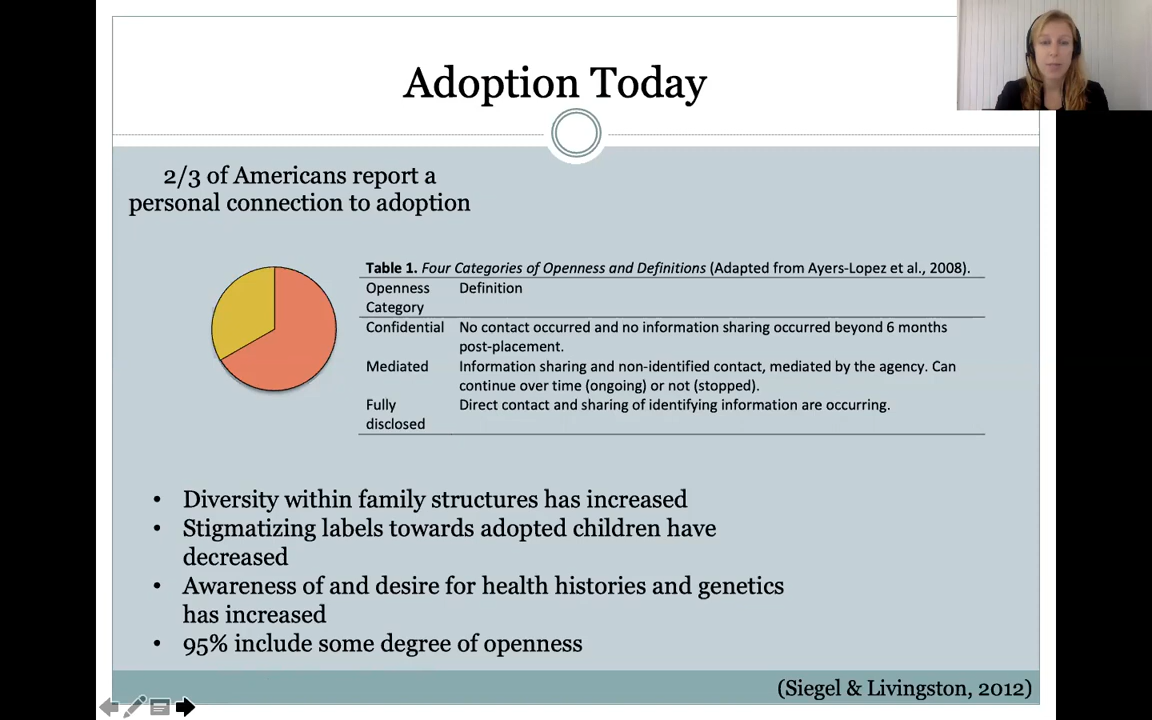 Adoption Today
2/3 of Americans report a
personal connection to adoption
Table 1. Four Categories of Openness and Definitions (Adapted from Ayers-Lopez et al., 2008).
Openness Definition
Category
Confidential No contact occurred and no information sharing occurred beyond 6 months
post-placement.
Mediated Information sharing and non-identified contact, mediated by the agency. Can
continue over time (ongoing) or not (stopped).
Fully Direct contact and sharing of identifying information are occurring.
disclosed
• Diversity within family structures has increased
• Stigmatizing labels towards adopted children have
decreased
• Awareness of and desire for health histories and genetics
has increased
• 95% include some degree of openness
(Siegel & Livingston, 2012)